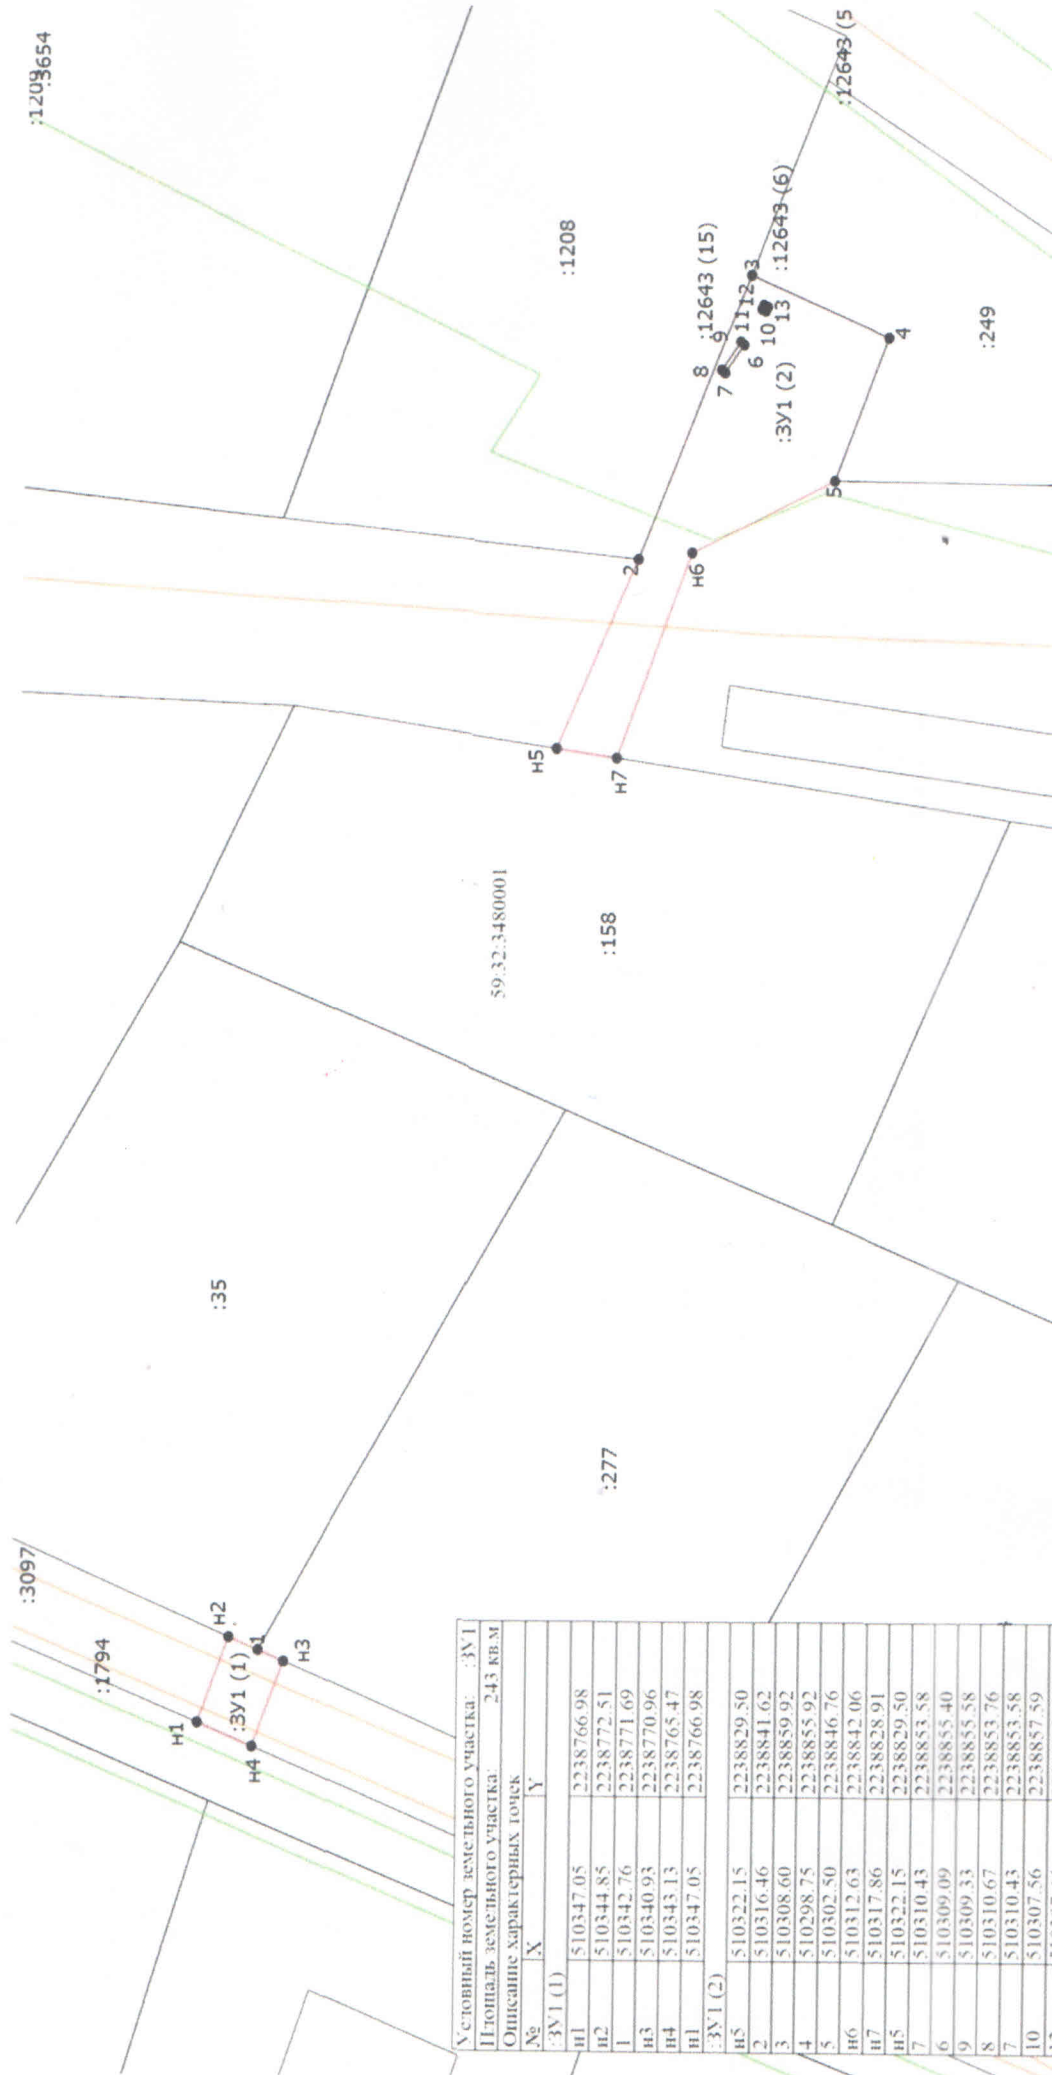 :3097
:1794
н1
н2
:ЗУ1 (1)
1
н4
н3
:35
:277
59:32:3480001
:158
н5
н7
2
н6
:1209
:3654
:1208
:12643 (15)
8
9
7
11
12
3
6
10
13
:12643 (6)
:ЗУ1 (2)
5
4
:249
:12643 (5
Условный номер земельного участка: :ЗУ1
Площадь земельного участка: 243 кв.м
Описание характерных точек
№ X Y
:ЗУ1 (1)
н1 510347.05 2238766.98
н2 510344.85 2238772.51
1 510342.76 2238771.69
н3 510340.93 2238770.96
н4 510343.13 2238765.47
н1 510347.05 2238766.98
:ЗУ1 (2)
н5 510322.15 2238829.50
2 510316.46 2238841.62
3 510308.60 2238859.92
4 510298.75 2238855.92
5 510302.50 2238846.76
н6 510312.63 2238842.06
н7 510317.86 2238828.91
н5 510322.15 2238829.50
7 510310.43 2238853.58
6 510309.09 2238855.40
9 510309.33 2238855.58
8 510310.67 2238853.76
7 510310.43 2238853.58
10 510307.56 2238857.59